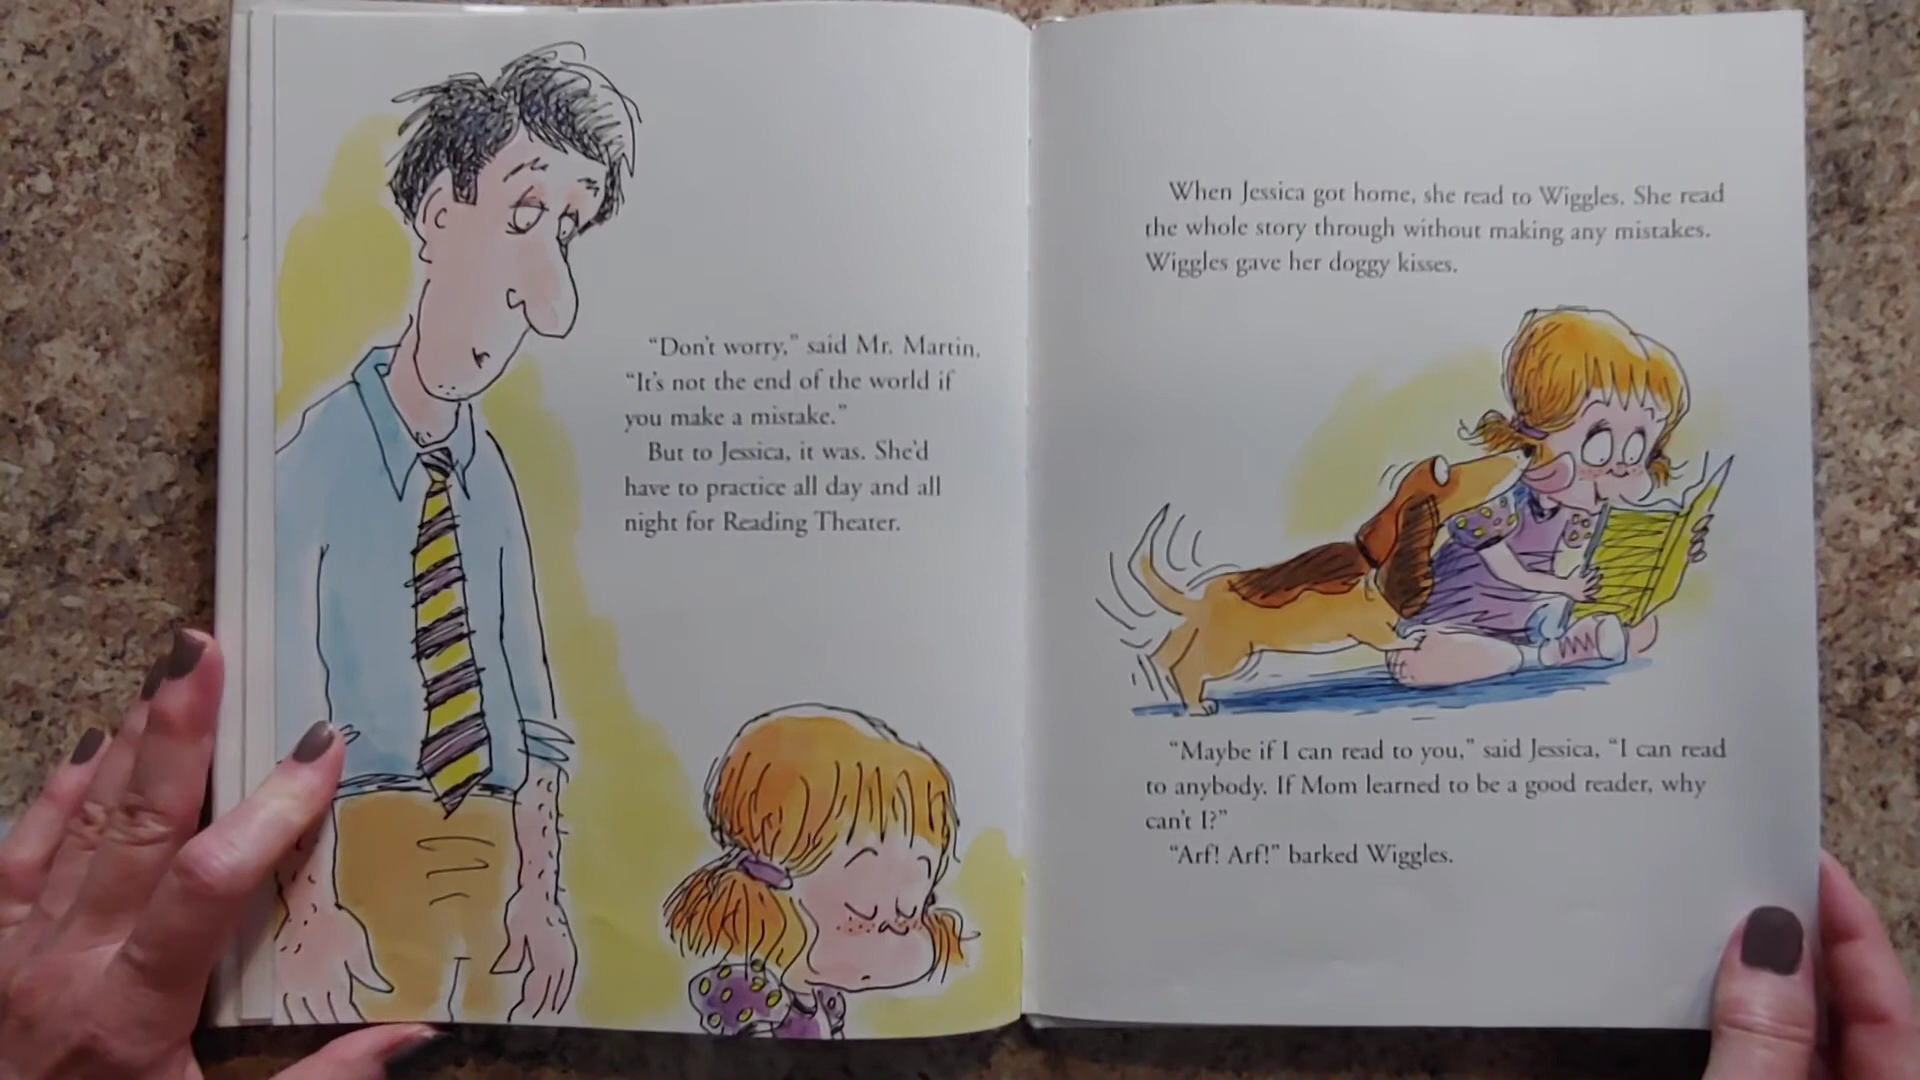 “Don’t worry,” said Mr. Martin.
“It’s not the end of the world if
you make a mistake.”
But to Jessica, it was. She’d
have to practice all day and all
night for Reading Theater.
When Jessica got home, she read to Wiggles. She read
the whole story through without making any mistakes.
Wiggles gave her doggy kisses.
“Maybe if I can read to you,” said Jessica, “I can read
to anybody. If Mom learned to be a good reader, why
can’t I?”
“Arf! Arf!” barked Wiggles.